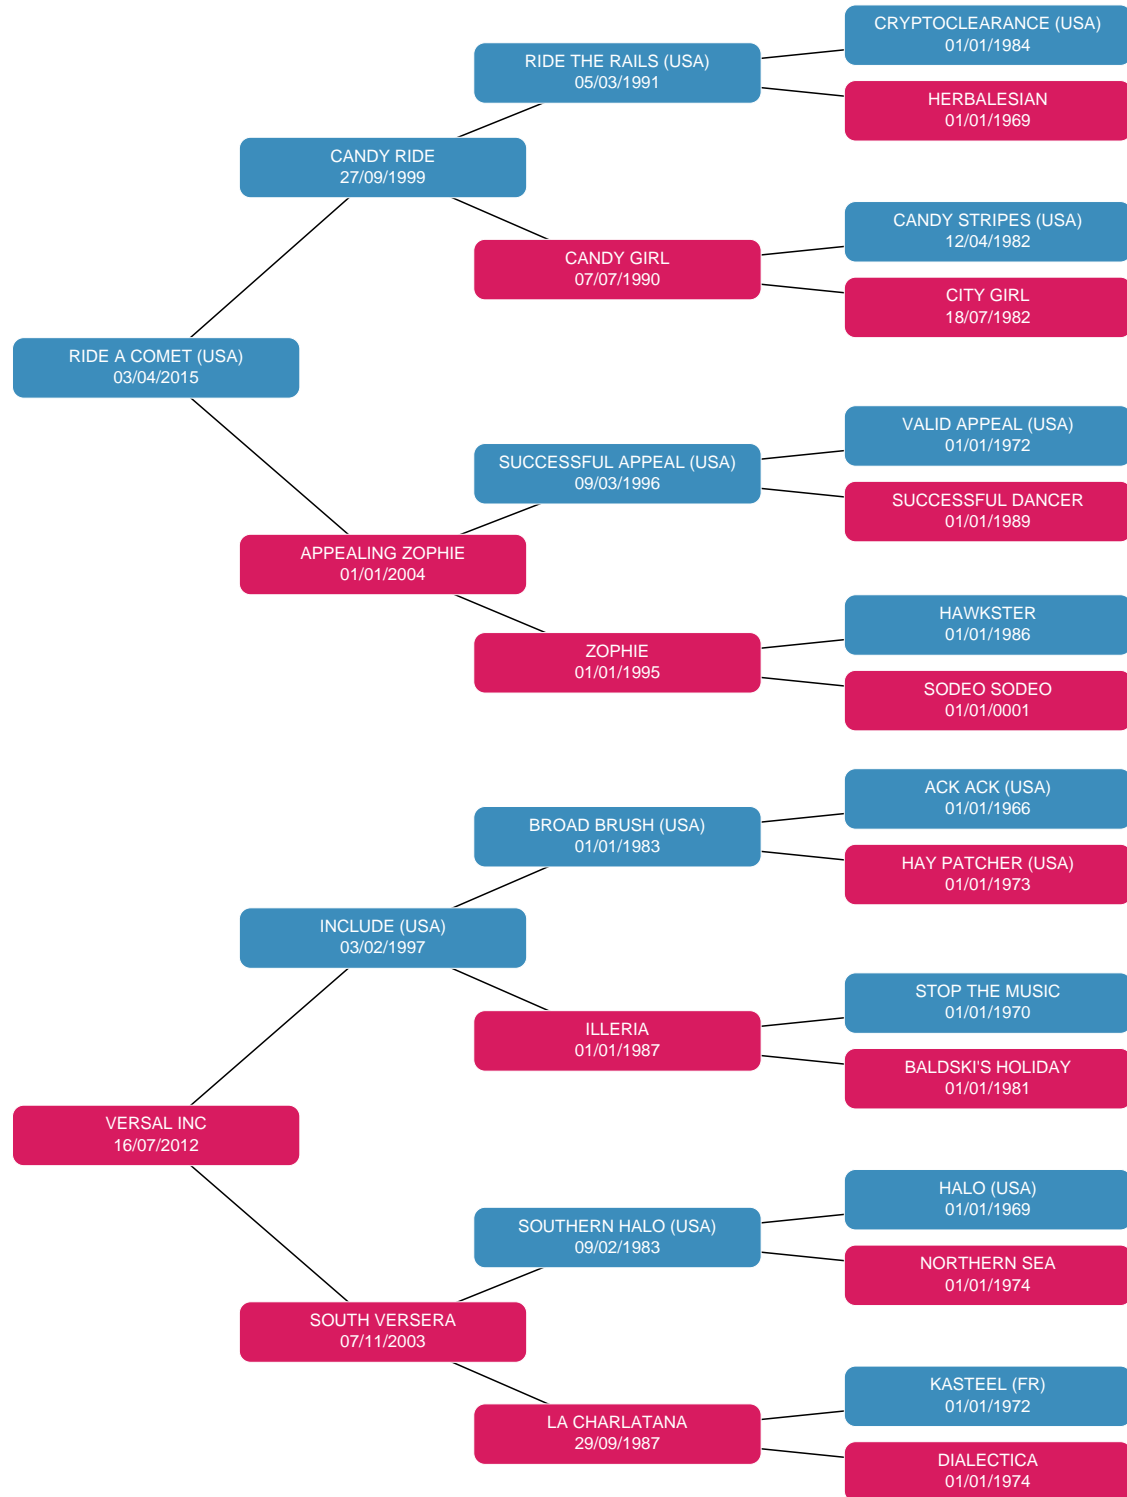 CRYPTOCLEARANCE (USA)
01/01/1984
RIDE THE RAILS (USA)
05/03/1991
HERBALESIAN
01/01/1969
CANDY RIDE
27/09/1999
CANDY STRIPES (USA)
12/04/1982
CANDY GIRL
07/07/1990
CITY GIRL
18/07/1982
RIDE A COMET (USA)
03/04/2015
VALID APPEAL (USA)
01/01/1972
SUCCESSFUL APPEAL (USA)
09/03/1996
SUCCESSFUL DANCER
01/01/1989
APPEALING ZOPHIE
01/01/2004
HAWKSTER
01/01/1986
ZOPHIE
01/01/1995
SODEO SODEO
01/01/0001
ACK ACK (USA)
01/01/1966
BROAD BRUSH (USA)
01/01/1983
HAY PATCHER (USA)
01/01/1973
INCLUDE (USA)
03/02/1997
STOP THE MUSIC
01/01/1970
ILLERIA
01/01/1987
BALDSKI'S HOLIDAY
01/01/1981
VERSAL INC
16/07/2012
HALO (USA)
01/01/1969
SOUTHERN HALO (USA)
09/02/1983
NORTHERN SEA
01/01/1974
SOUTH VERSERA
07/11/2003
KASTEEL (FR)
01/01/1972
LA CHARLATANA
29/09/1987
DIALECTICA
01/01/1974